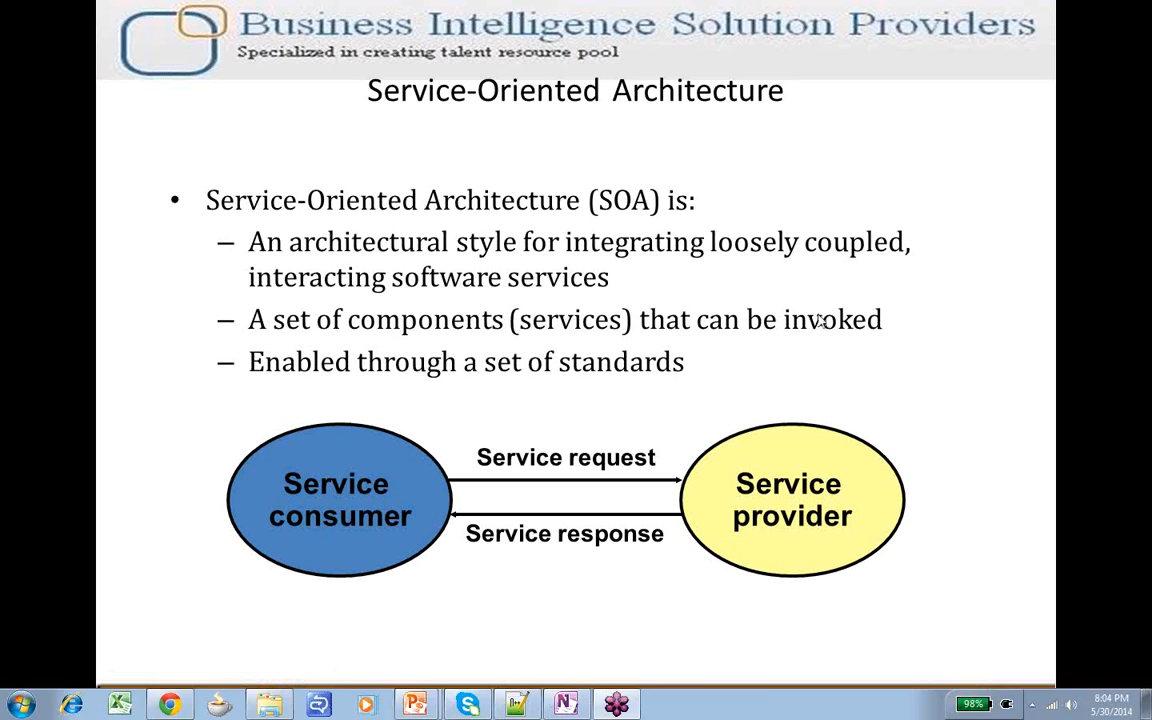 Business Intelligence Solution Providers
Specialized in creating talent resource pool
Service-Oriented Architecture
• Service-Oriented Architecture (SOA) is:
– An architectural style for integrating loosely coupled,
interacting software services
– A set of components (services) that can be invoked
– Enabled through a set of standards
Service
consumer
Service request
Service response
Service
provider
98%
8:04 PM
5/30/2014